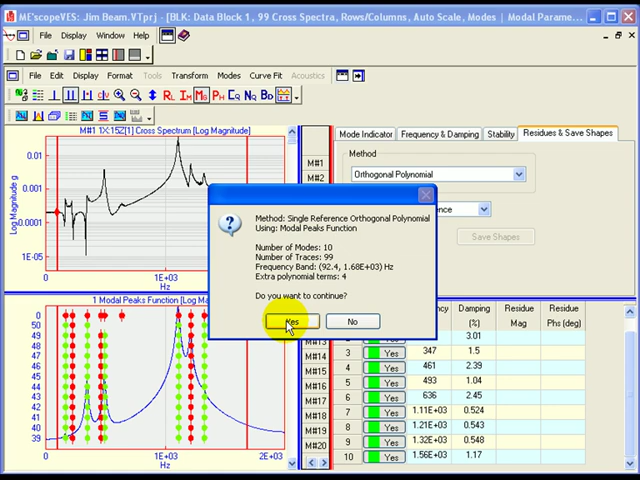 ME'scopeVES: Jim Beam.VTprj - [BLK: Data Block 1, 99 Cross Spectra, Rows/Columns, Auto Scale, Modes | Modal Parame...
File Display Window Help
File Edit Display Format Tools Transform Modes Curve Fit Acoustics
M#1 1X:15Z[1] Cross Spectrum [Log Magnitude]
Log Magnitude g
0.01
0.001
0.0001
1E-05
1E+03
Hz
M#1
M#2
Mode Indicator
Frequency & Damping
Stability
Residues & Save Shapes
Method
Orthogonal Polynomial
Save Shapes
Method: Single Reference Orthogonal Polynomial
Using: Modal Peaks Function
Number of Modes: 10
Number of Traces: 99
Frequency Band: (92.4, 1.68E+03) Hz
Extra polynomial terms: 4
Do you want to continue?
Yes
No
1 Modal Peaks Function [Log Ma
0
50
49
48
47
46
45
44
43
42
41
40
39
0
1E+03
2E+03
Hz
M#13
M#14
M#15
M#16
M#17
M#18
M#19
M#20
Damping (%)
Residue Mag
Residue Phs (deg)
3.01
3 Yes 347 1.5
4 Yes 461 2.39
5 Yes 493 1.04
6 Yes 636 2.45
7 Yes 1.11E+03 0.524
8 Yes 1.21E+03 0.543
9 Yes 1.32E+03 0.548
10 Yes 1.56E+03 1.17